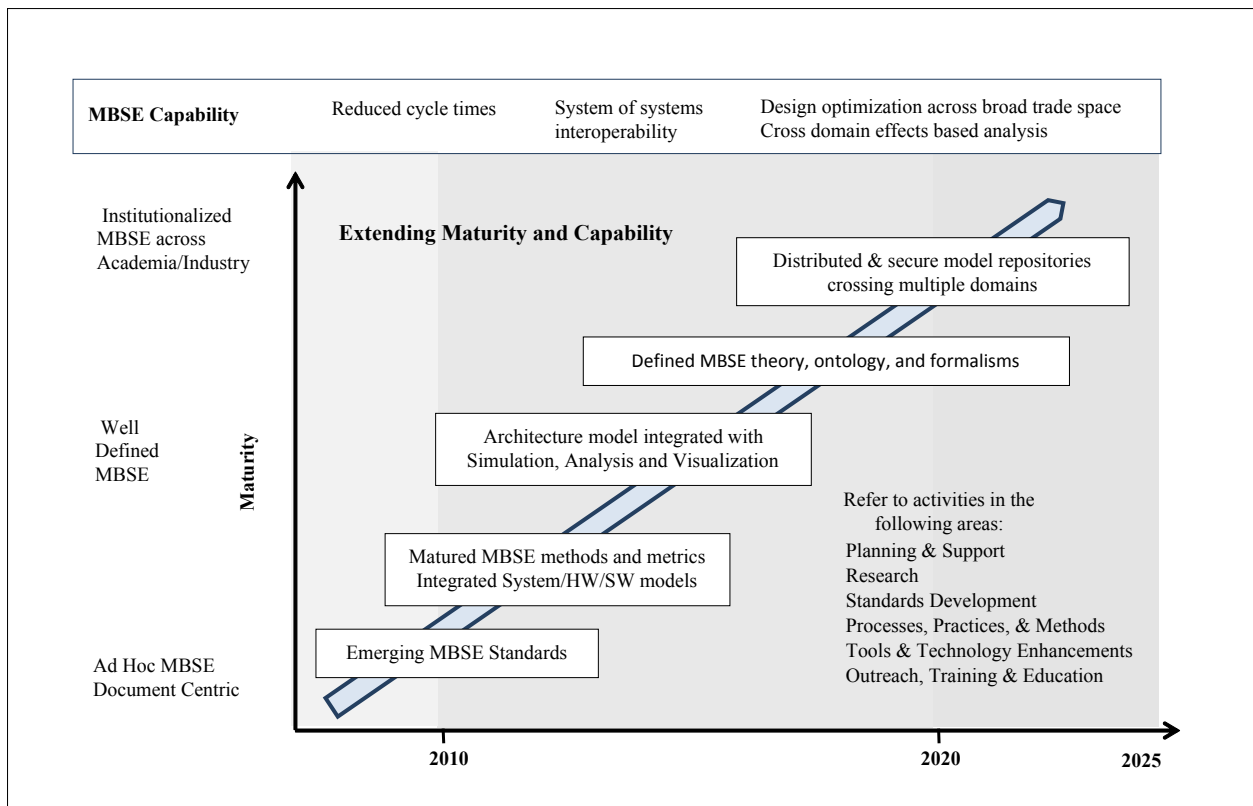 MBSE Capability
Reduced cycle times
System of systems
interoperability
Design optimization across broad trade space
Cross domain effects based analysis
Institutionalized
MBSE across
Academia/Industry
Extending Maturity and Capability
Distributed & secure model repositories
crossing multiple domains
Defined MBSE theory, ontology, and formalisms
Well
Defined
MBSE
Maturity
Architecture model integrated with
Simulation, Analysis and Visualization
Refer to activities in the
following areas:
Planning & Support
Research
Standards Development
Processes, Practices, & Methods
Tools & Technology Enhancements
Outreach, Training & Education
Matured MBSE methods and metrics
Integrated System/HW/SW models
Emerging MBSE Standards
Ad Hoc MBSE
Document Centric
2010
2020
2025